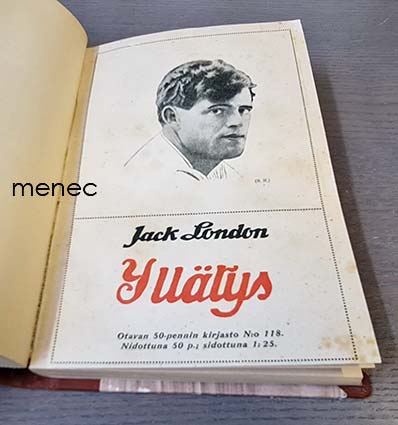 menec
Jack London
Yllätys
Otavan 50-pennin kirjasto N:o 118.
Nidottuna 50 p.; sidottuna 1: 25.